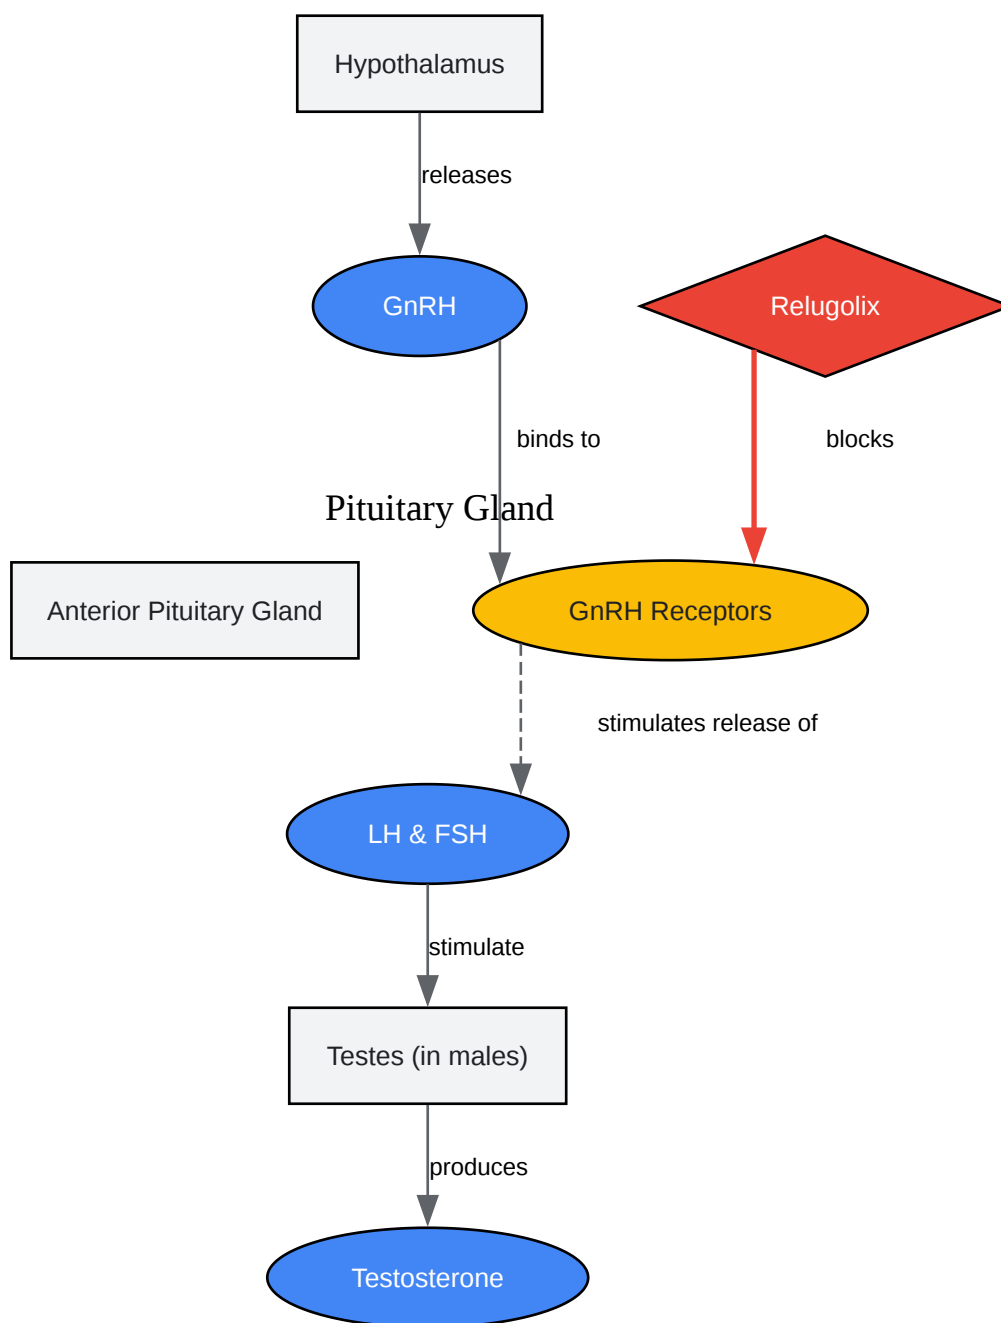 Hypothalamus
releases
GnRH
Relugolix
binds to
blocks
Pituitary Gland
Anterior Pituitary Gland
GnRH Receptors
stimulates release of
LH & FSH
stimulate
Testes (in males)
produces
Testosterone